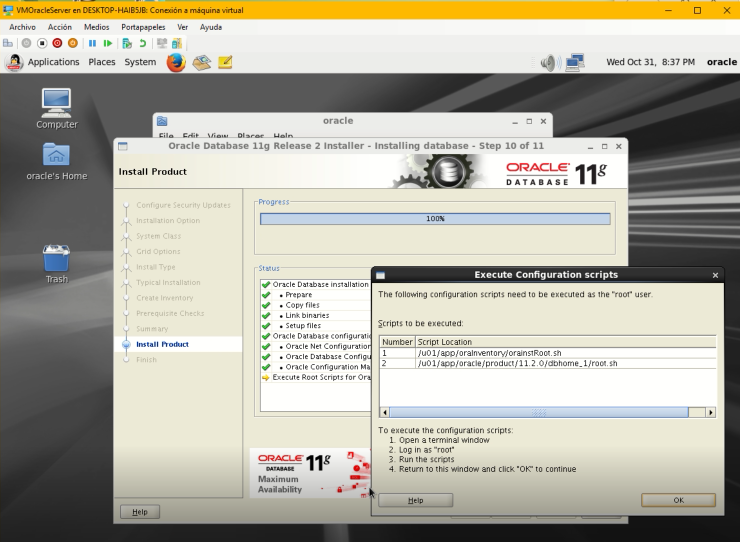 VMOracleServer en DESKTOP-HAIB5JB: Conexión a máquina virtual
Archivo Acción Medios Portapapeles Ver Ayuda
Applications Places System Wed Oct 31, 8:37 PM oracle
Computer
oracle's Home
Trash
oracle
File Edit View Places Help
Oracle Database 11g Release 2 Installer - Installing database - Step 10 of 11
Install Product
ORACLE 11g
DATABASE
Configure Security Updates
Installation Option
System Class
Grid Options
Install Type
Typical Installation
Create Inventory
Prerequisite Checks
Summary
Install Product
Finish
Progress
100%
Status
Oracle Database installation
• Prepare
• Copy files
• Link binaries
• Setup files
Oracle Database configuratio
• Oracle Net Configuration
• Oracle Database Configu
• Oracle Configuration Ma
Execute Root Scripts for Ora
ORACLE 11g
DATABASE
Maximum
Availability
Help
Execute Configuration scripts
The following configuration scripts need to be executed as the "root" user.
Scripts to be executed:
Number Script Location
1 /u01/app/oraInventory/orainstRoot.sh
2 /u01/app/oracle/product/11.2.0/dbhome_1/root.sh
To execute the configuration scripts:
1. Open a terminal window
2. Log in as "root"
3. Run the scripts
4. Return to this window and click "OK" to continue
Help OK